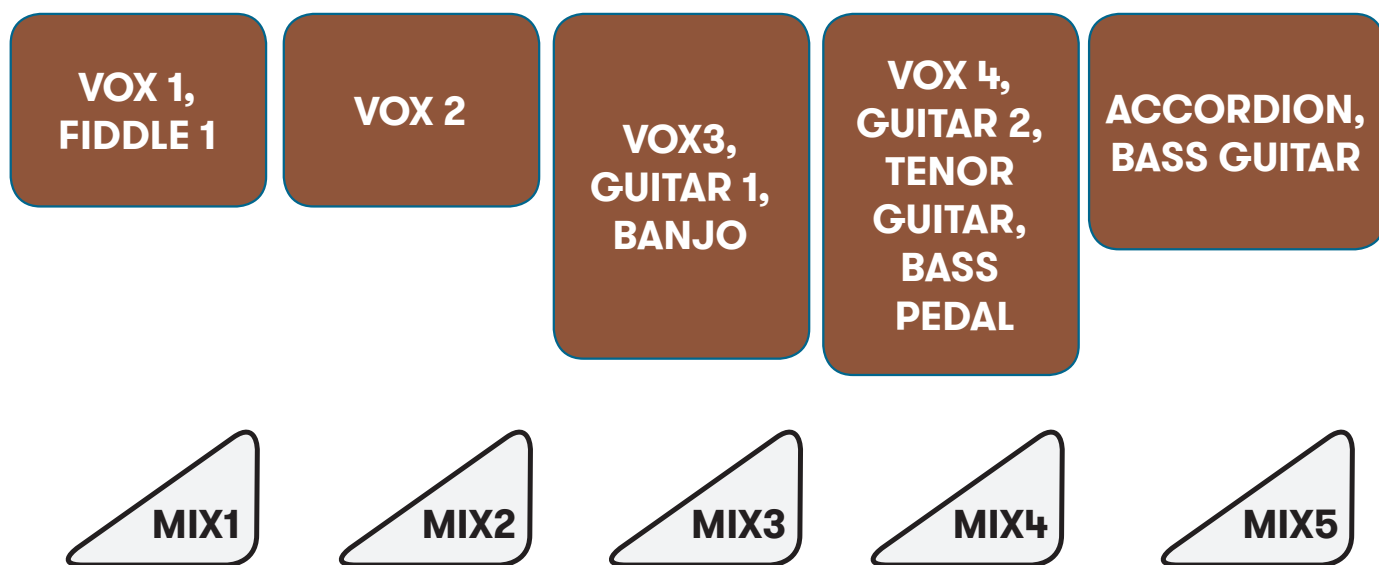 VOX 1,
FIDDLE 1
VOX 2
VOX3,
GUITAR 1,
BANJO
VOX 4,
GUITAR 2,
TENOR
GUITAR,
BASS
PEDAL
ACCORDION,
BASS GUITAR
MIX1
MIX2
MIX3
MIX4
MIX5